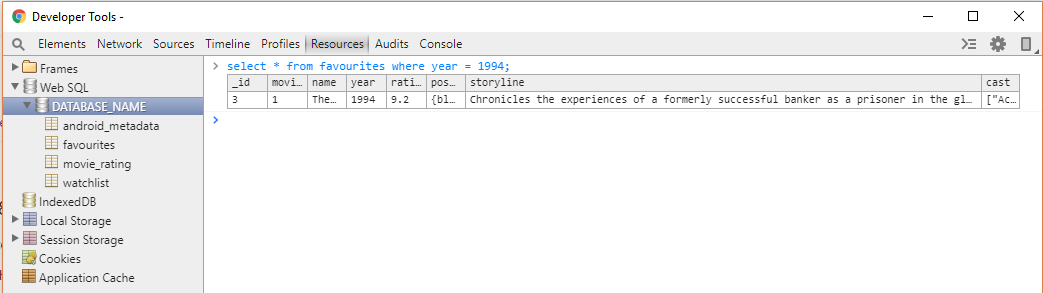 Developer Tools -
Elements Network Sources Timeline Profiles Resources Audits Console
Frames
Web SQL
DATABASE_NAME
android_metadata
favourites
movie_rating
watchlist
IndexedDB
Local Storage
Session Storage
Cookies
Application Cache
> select * from favourites where year = 1994;
_id movi… name year rati… pos… storyline cast
3 1 The… 1994 9.2 {bl… Chronicles the experiences of a formerly successful banker as a prisoner in the gl… ["Ac…
>